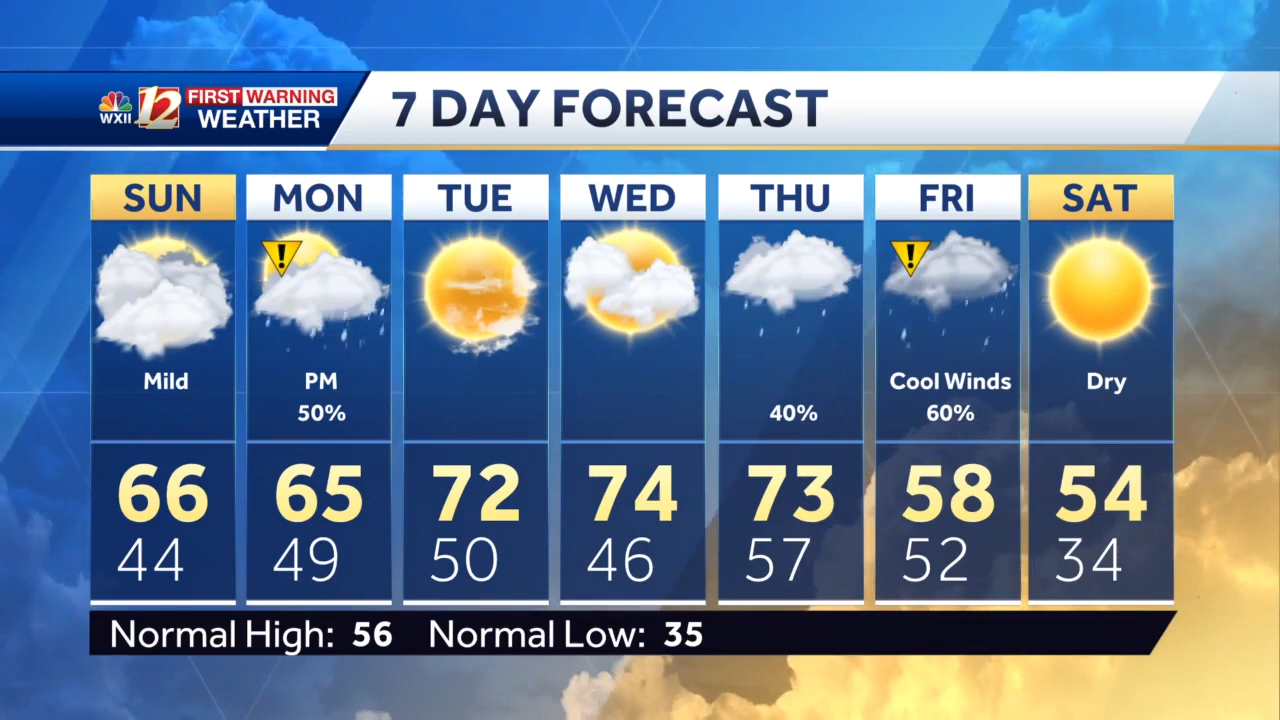 WXII 12 FIRST WARNING
WEATHER
7 DAY FORECAST
SUN MON TUE WED THU FRI SAT
! !
Mild PM Cool Winds Dry
50% 40% 60%
66 65 72 74 73 58 54
44 49 50 46 57 52 34
Normal High: 56 Normal Low: 35